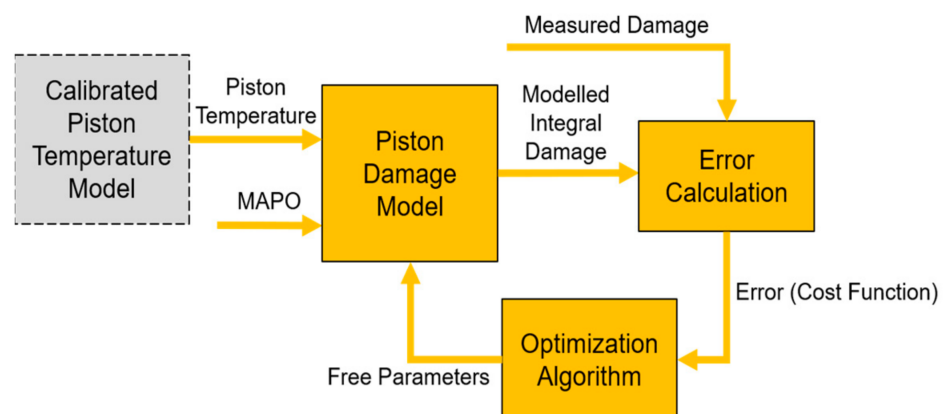 Measured Damage
Calibrated
Piston
Temperature
Model
Piston
Temperature
MAPO
Piston
Damage
Model
Modelled
Integral
Damage
Error
Calculation
Error (Cost Function)
Optimization
Algorithm
Free Parameters